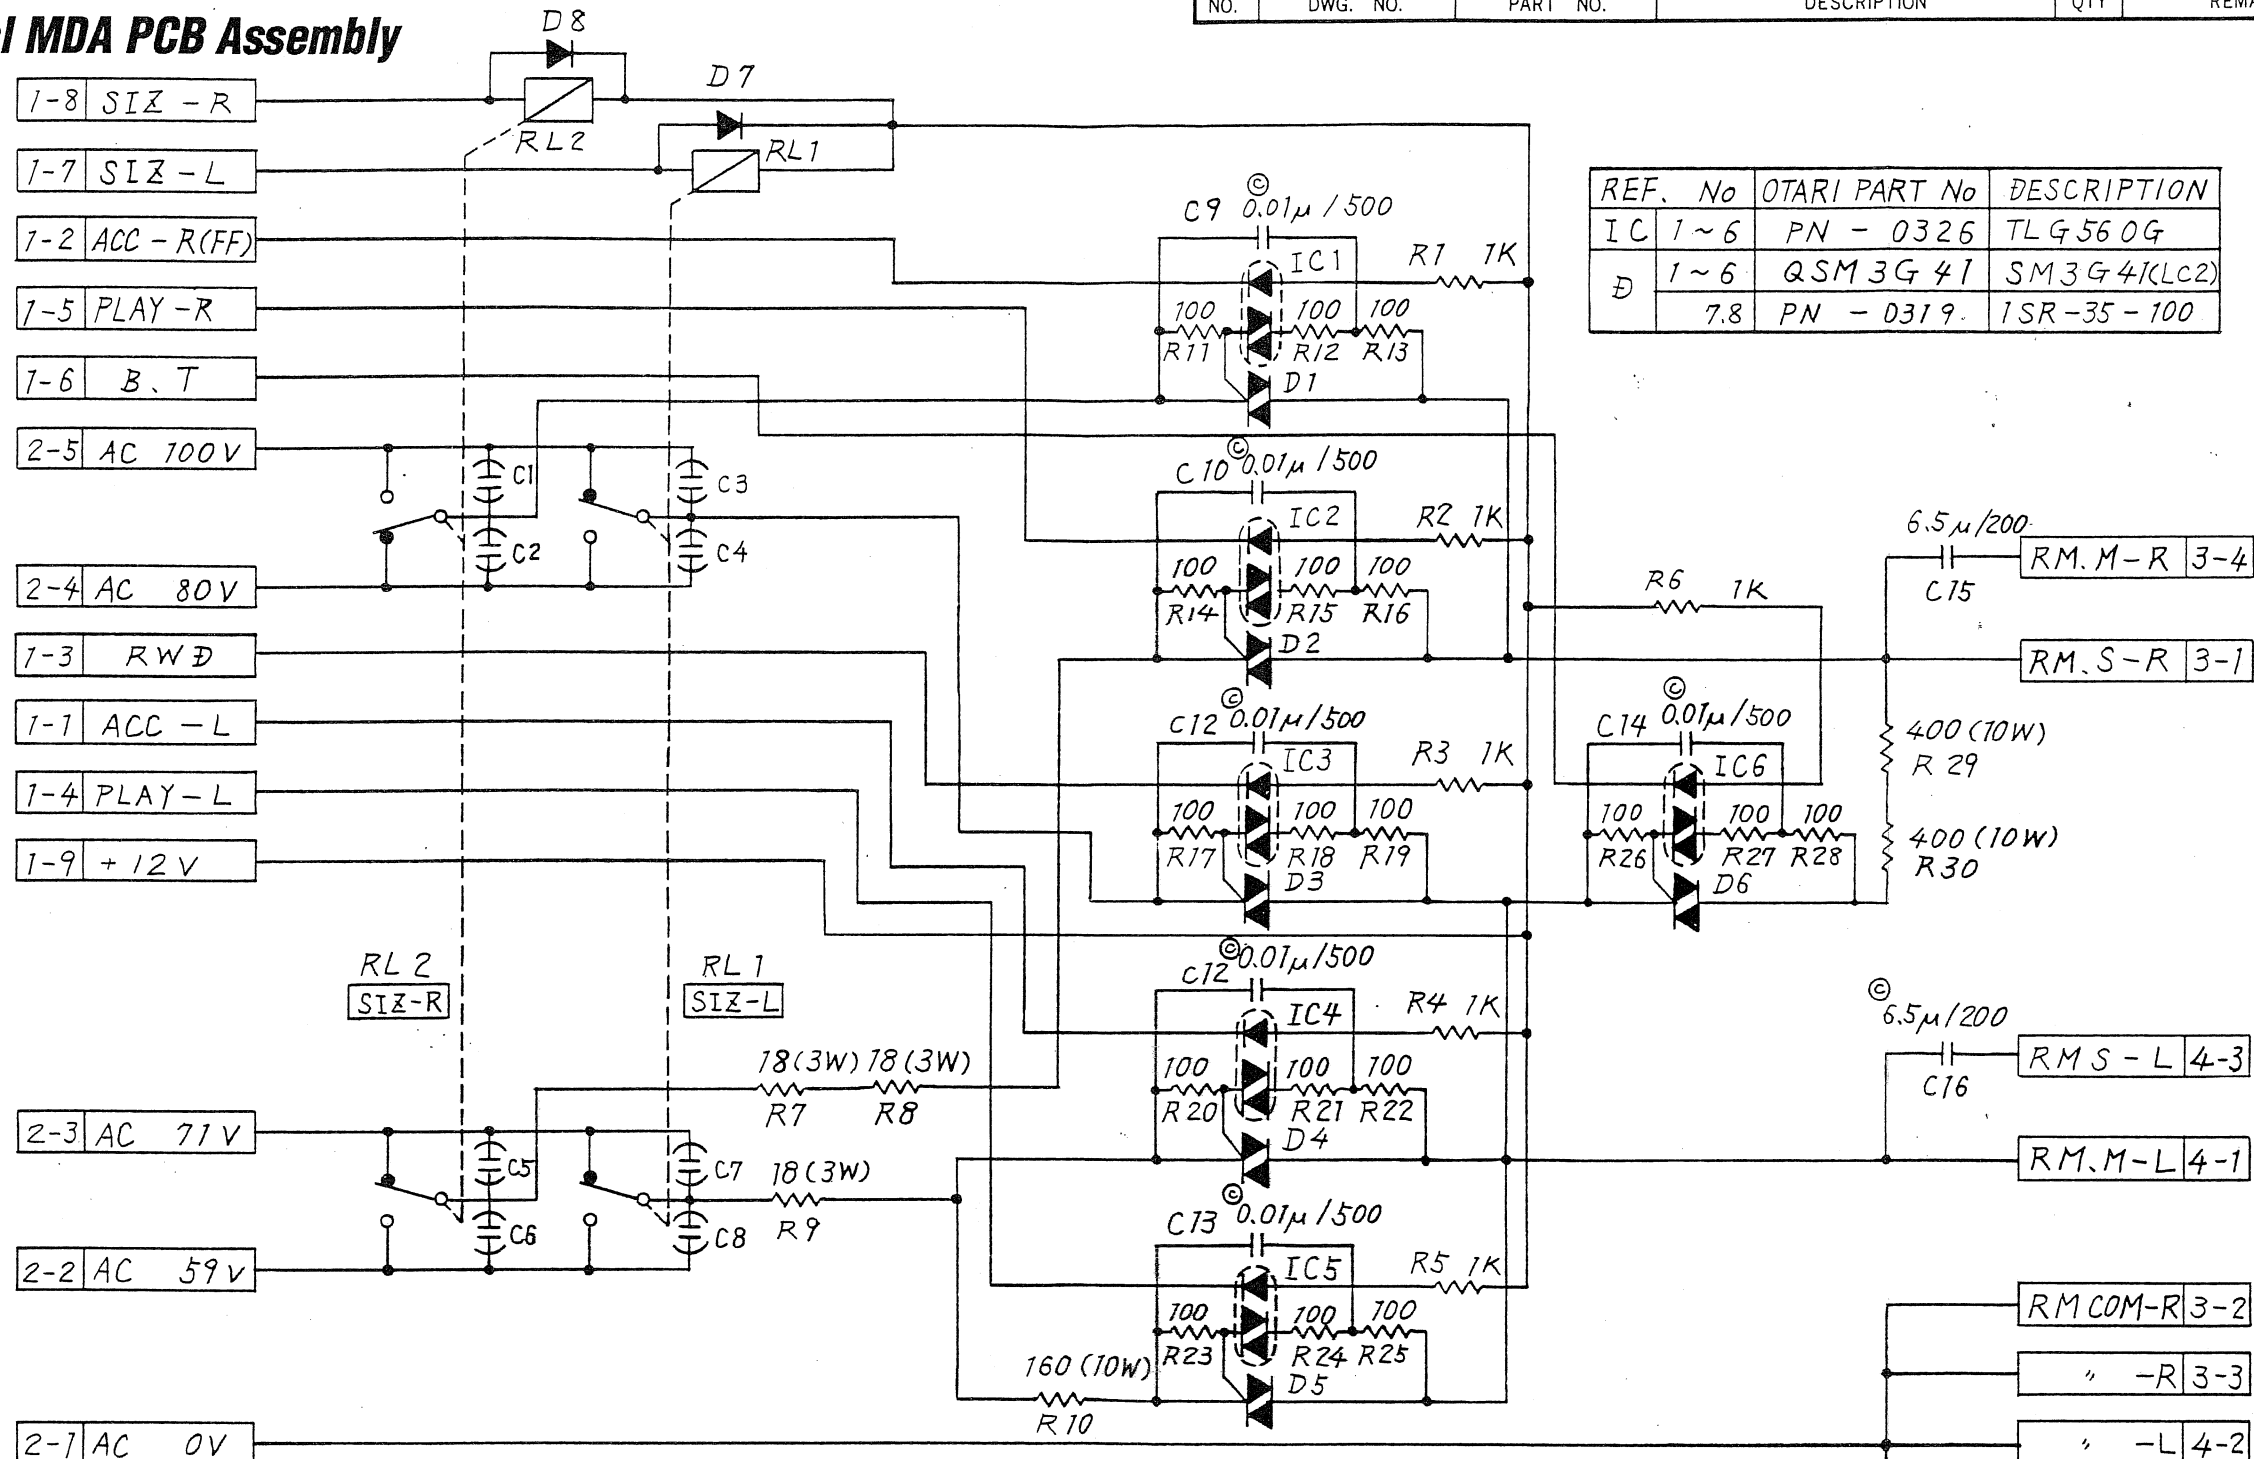 NO. DWG. NO. PART NO. DESCRIPTION QTY
MDA PCB Assembly
D8
D7
1-8 SIZ - R
RL2
RL1
1-7 SIZ - L
1-2 ACC - R(FF)
1-5 PLAY - R
1-6 B. T
2-5 AC 100V
2-4 AC 80V
1-3 RWD
1-1 ACC - L
1-4 PLAY - L
1-9 +12V
C1
C2
C3
C4
RL 2
SIZ-R
RL 1
SIZ-L
2-3 AC 71V
2-2 AC 59V
2-1 AC 0V
C5
C6
C7
C8
18(3W) 18(3W)
R7 R8
18(3W)
R9
160 (10W)
R10
© C9 0.01μ / 500
IC1
R1 1K
100 100 100
R11 R12 R13
D1
© C10 0.01μ / 500
IC2
R2 1K
100 100 100
R14 R15 R16
D2
© C12 0.01μ/500
IC3
R3 1K
100 100 100
R17 R18 R19
D3
© C12 0.01μ/500
IC4
R4 1K
100 100 100
R20 R21 R22
D4
© C13 0.01μ/500
IC5
R5 1K
100 100 100
R23 R24 R25
D5
REF. No OTARI PART No DESCRIPTION
IC 1~6 PN - 0326 TLG560G
D 1~6 QSM3G41 SM3G41(LC2)
7.8 PN - 0319. 1SR-35-100
R6 1K
© C14 0.01μ/500
IC6
100 100 100
R26 R27 R28
D6
6.5μ/200
C15
RM. M-R 3-4
RM. S-R 3-1
400 (10W)
R 29
400 (10W)
R30
© 6.5μ/200
C16
RM S - L 4-3
RM. M-L 4-1
RM COM-R 3-2
〃 -R 3-3
〃 -L 4-2